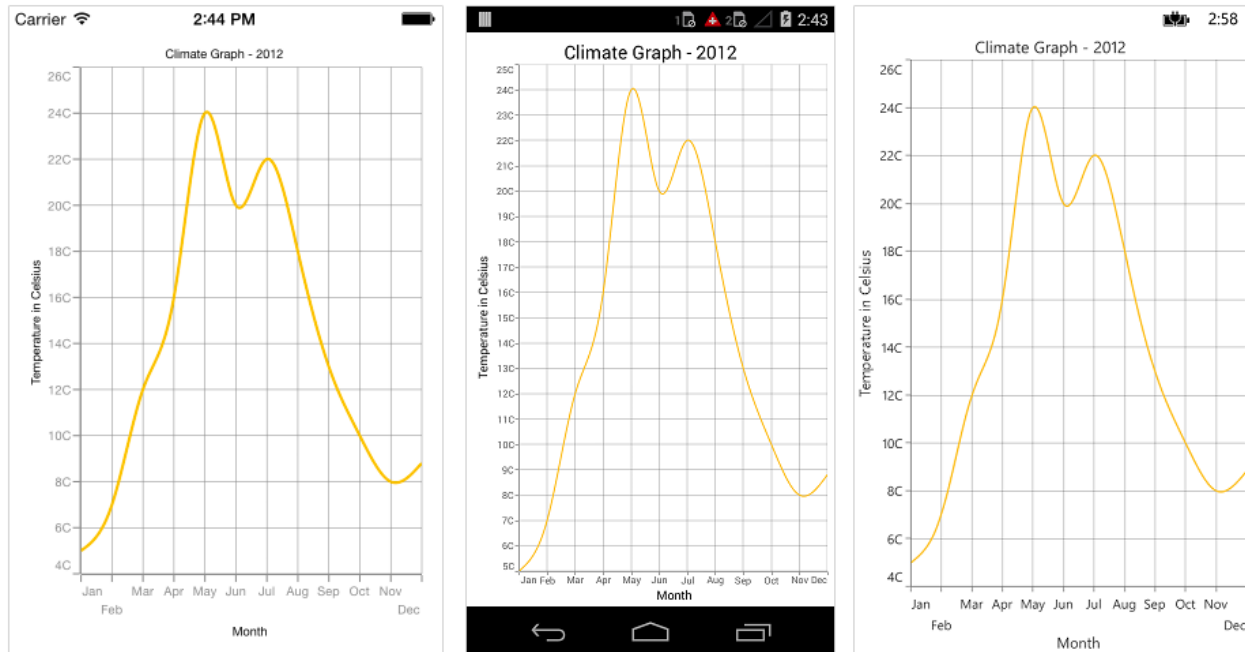 Carrier 2:44 PM
Climate Graph - 2012
26C
24C
22C
20C
18C
16C
14C
12C
10C
8C
6C
4C
Temperature in Celsius
Jan Mar Apr May Jun Jul Aug Sep Oct Nov
Feb Dec
Month
1 2 2:43
Climate Graph - 2012
25C
24C
23C
22C
21C
20C
19C
18C
17C
16C
15C
14C
13C
12C
11C
10C
9C
8C
7C
6C
5C
Temperature in Celsius
Jan Feb Mar Apr May Jun Jul Aug Sep Oct Nov Dec
Month
2:58
Climate Graph - 2012
26C
24C
22C
20C
18C
16C
14C
12C
10C
8C
6C
4C
Temperature in Celsius
Jan Mar Apr May Jun Jul Aug Sep Oct Nov
Feb Dec
Month